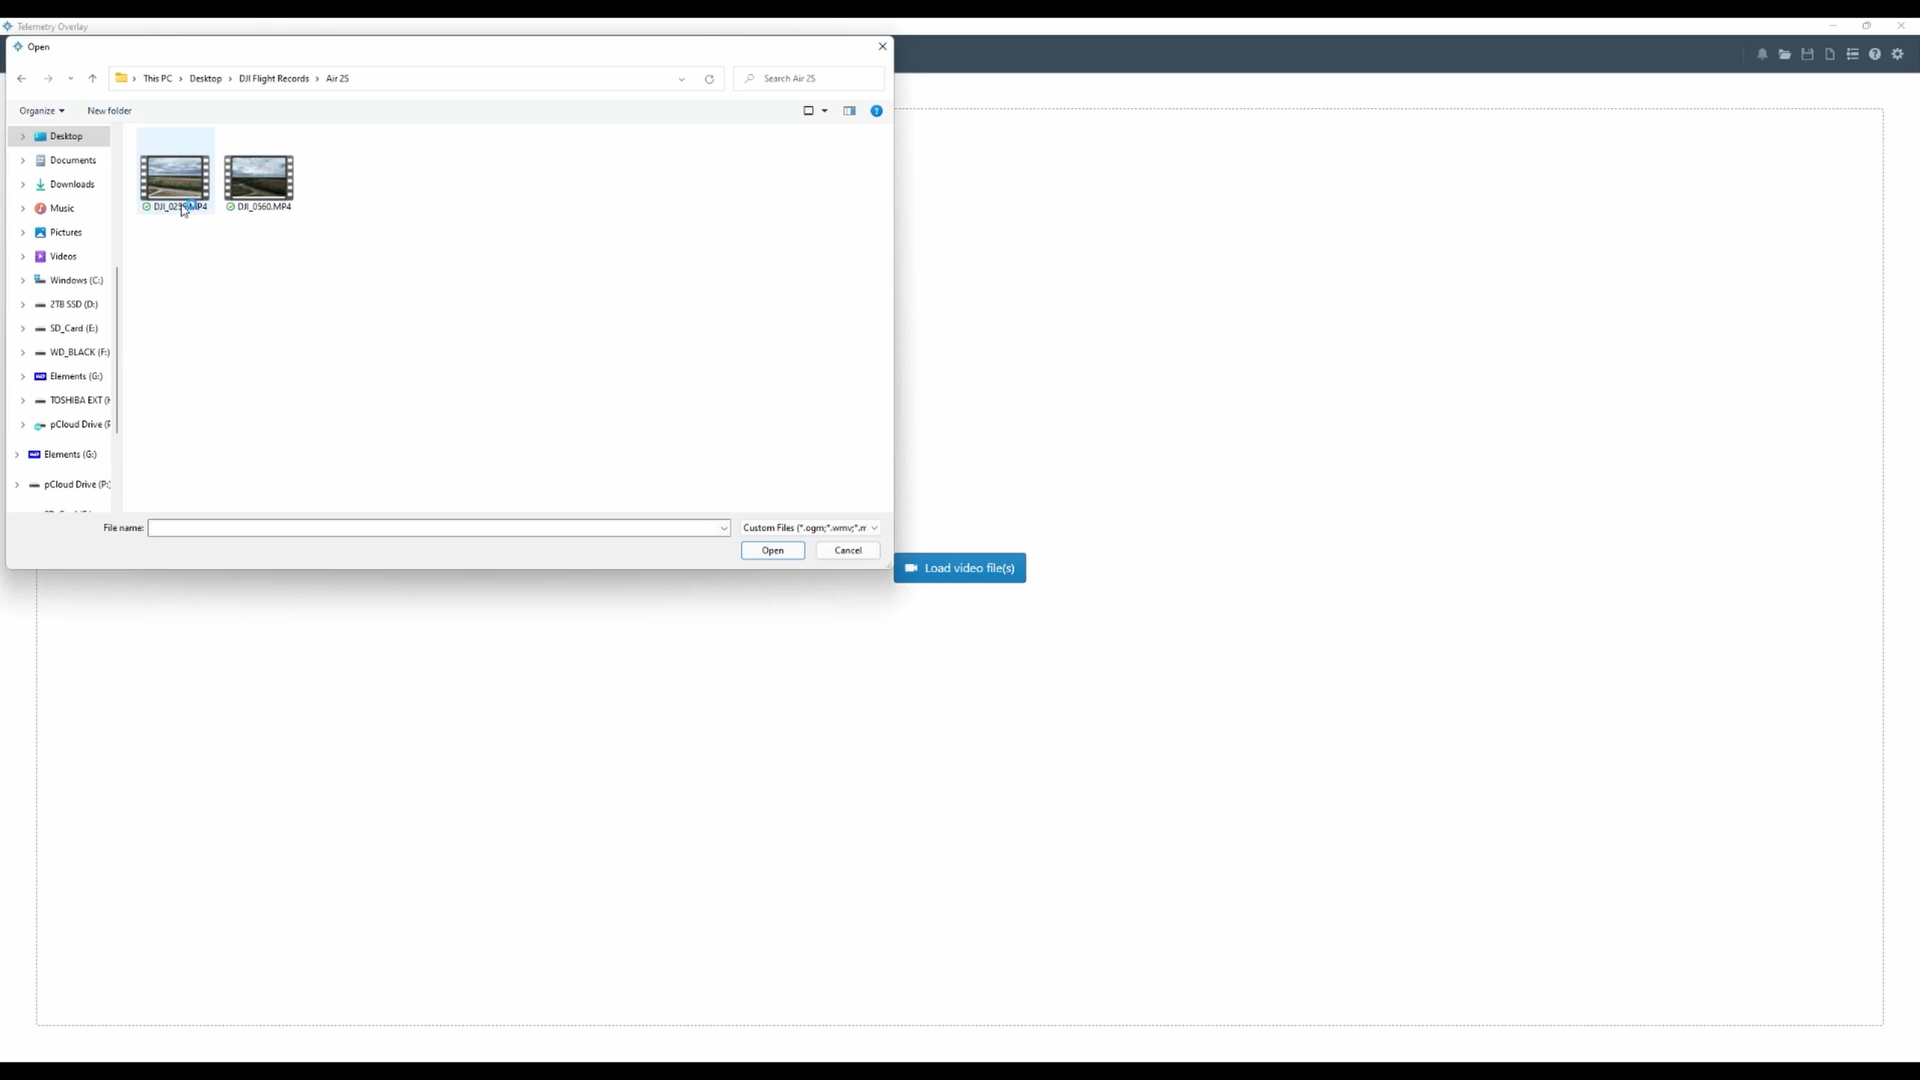 Telemetry Overlay
Open
This PC > Desktop > DJI Flight Records > Air 2S
Search Air 2S
Organize
New folder
Desktop
Documents
Downloads
Music
Pictures
Videos
Windows (C:)
2TB SSD (D:)
SD_Card (E:)
WD_BLACK (F:)
Elements (G:)
TOSHIBA EXT (
pCloud Drive (
Elements (G:)
pCloud Drive (P:
DJI_0560.MP4
File name:
Custom Files (*.ogm;*.wmv;*.m
Open
Cancel
Load video file(s)